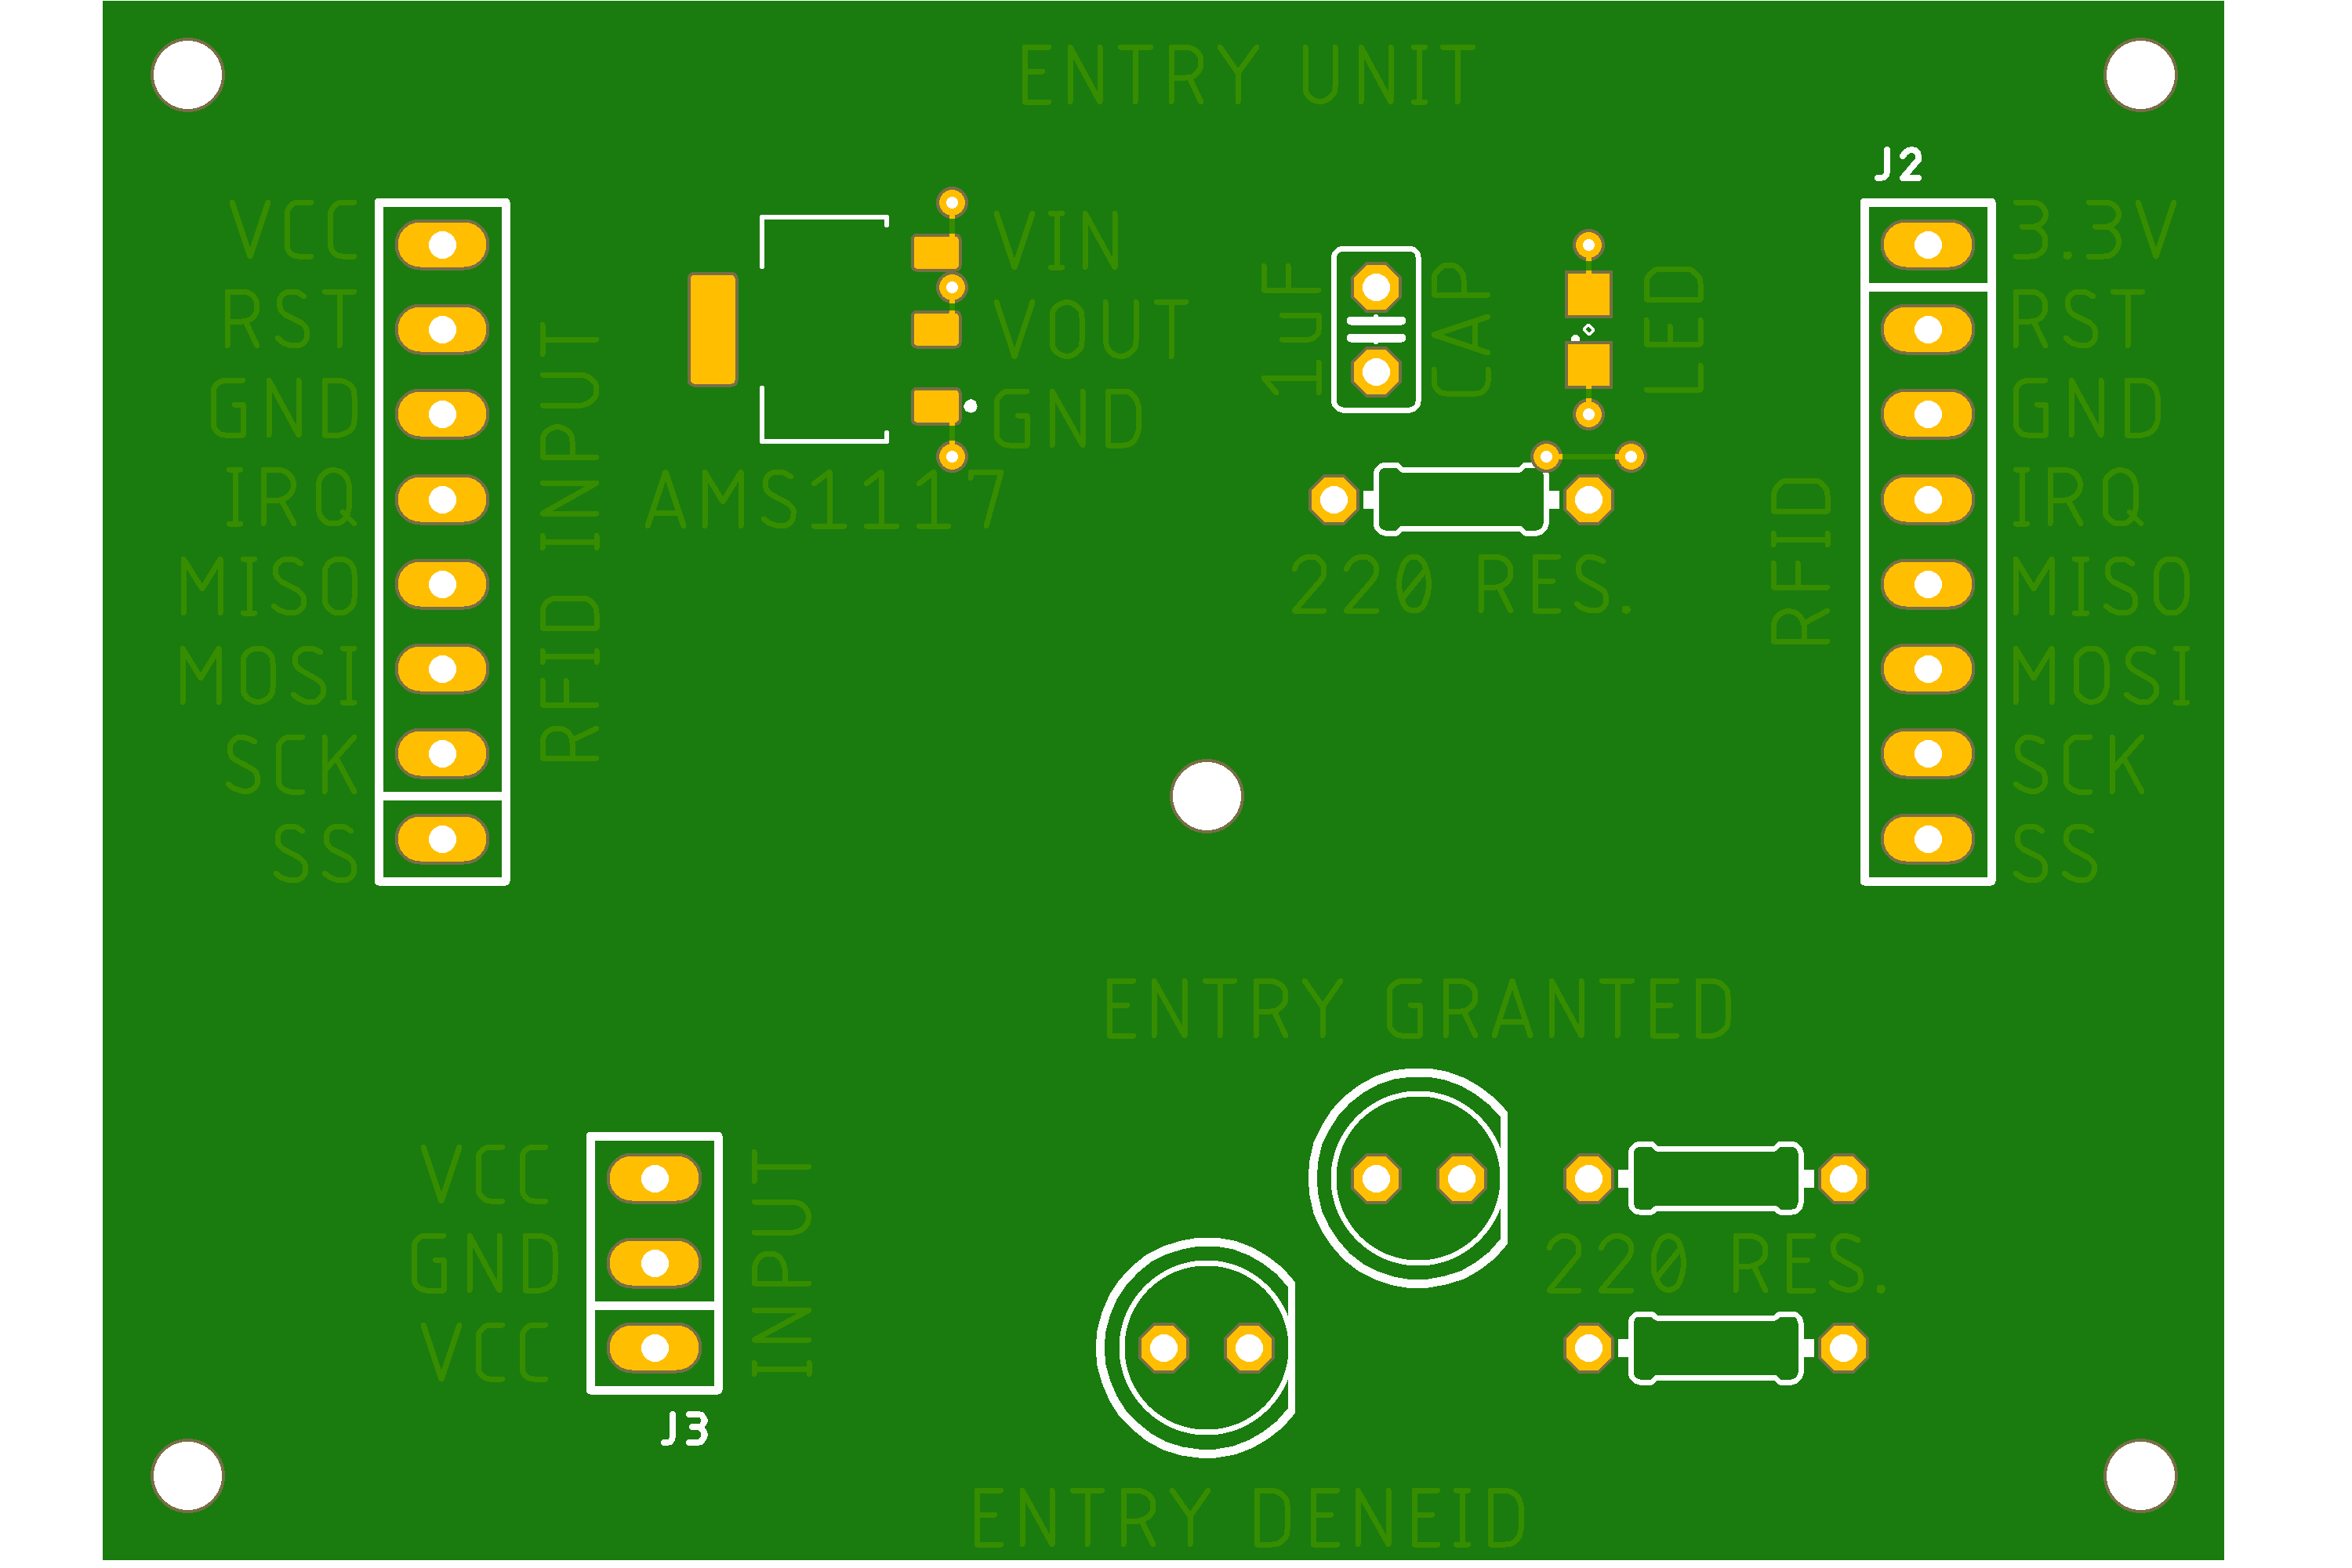 ENTRY UNIT
J2
VCC
RST
GND
IRQ
MISO
MOSI
SCK
SS
RFID INPUT
VIN
VOUT
GND
AMS1117
1uF
CAP
LED
220 RES.
RFID
3.3V
RST
GND
IRQ
MISO
MOSI
SCK
SS
ENTRY GRANTED
VCC
GND
VCC
INPUT
J3
220 RES.
ENTRY DENEID